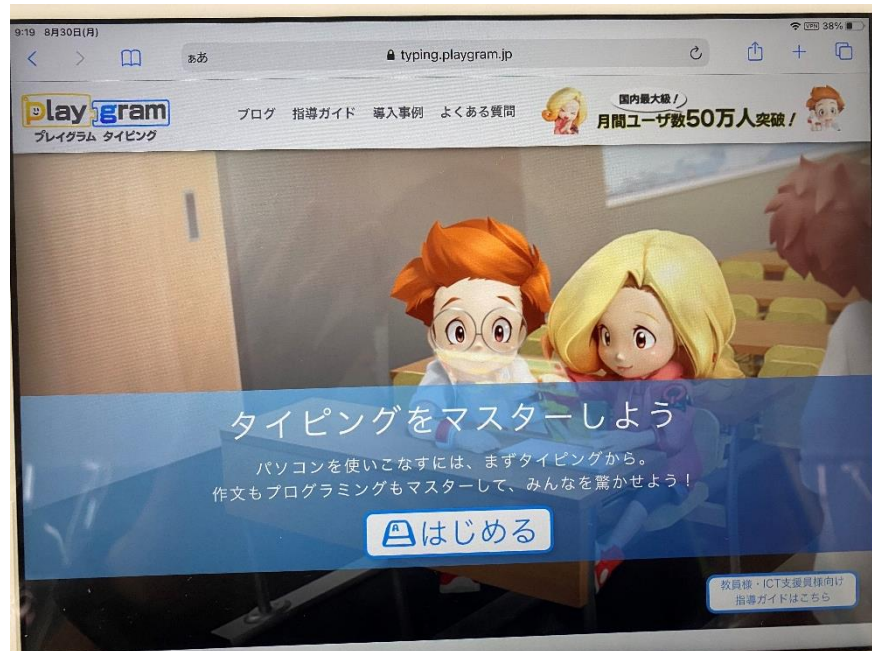 9:19 8月30日(月)
VPN 38%
ぁあ
typing.playgram.jp
play gram
プレイグラム タイピング
ブログ 指導ガイド 導入事例 よくある質問
国内最大級!
月間ユーザ数50万人突破!
タイピングをマスターしよう
パソコンを使いこなすには、まずタイピングから。
作文もプログラミングもマスターして、みんなを驚かせよう!
A はじめる
教員様・ICT支援員様向け
指導ガイドはこちら